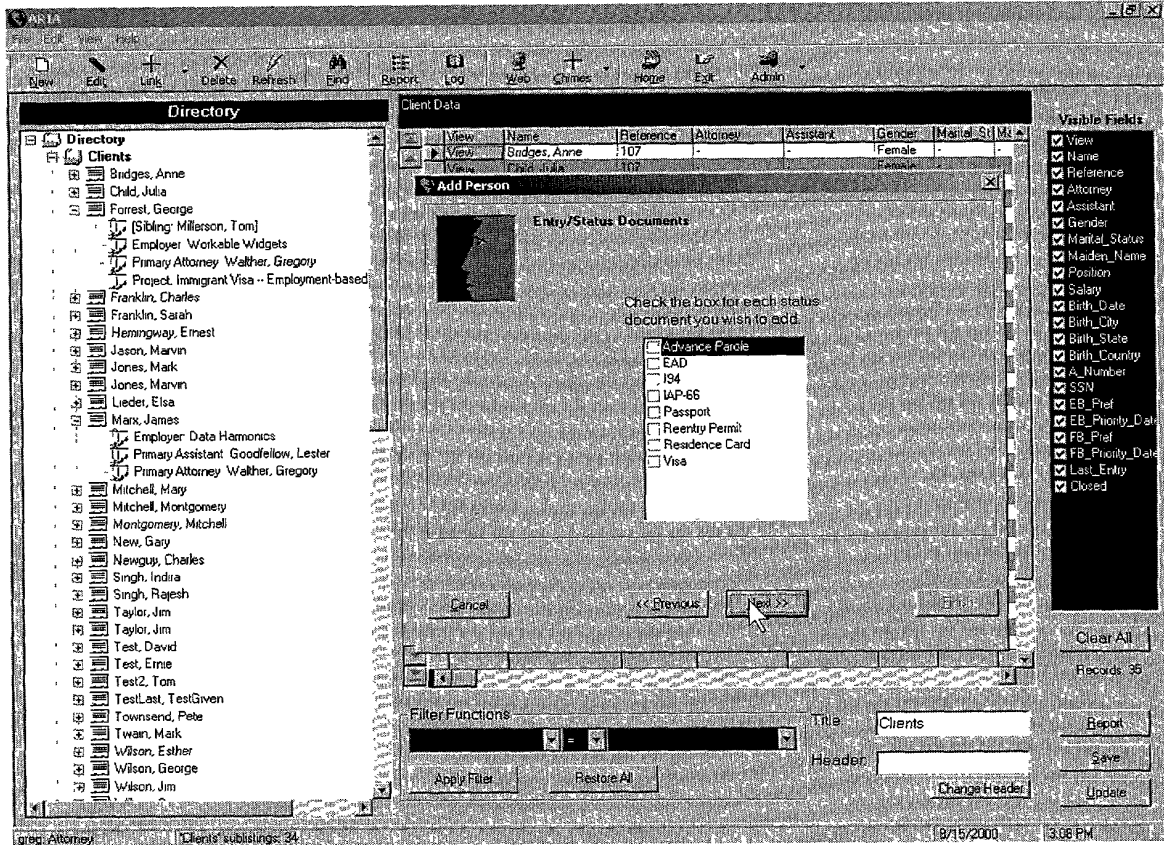 ARIA
File Edit View Help
New Edit Link Delete Refresh Find Report Log Web Chimes Home Exit Admin
Directory
Directory
Clients
Bridges, Anne
Child, Julia
Forrest, George
[Sibling: Millerson, Tom]
Employer Workable Widgets
Primary Attorney Walther, Gregory
Project. Immigrant Visa -- Employment-based
Franklin, Charles
Franklin, Sarah
Hemingway, Ernest
Jason, Marvin
Jones, Mark
Jones, Marvin
Lieder, Elsa
Marx, James
Employer Data Harmonics
Primary Assistant Goodfellow, Lester
Primary Attorney Walther, Gregory
Mitchell, Mary
Mitchell, Montgomery
Montgomery, Mitchell
New, Gary
Newguy, Charles
Singh, Indira
Singh, Rajesh
Taylor, Jim
Taylor, Jim
Test, David
Test, Ernie
Test2, Tom
TestLast, TestGiven
Townsend, Pete
Twain, Mark
Wilson, Esther
Wilson, George
Wilson, Jim
Client Data
View Name Reference Attorney Assistant Gender Marital_St Ma
View Bridges, Anne 107 - - Female - -
View Child, Julia 107 Female
Add Person
Entry/Status Documents
Check the box for each status
document you wish to add
Advance Parole
EAD
I94
IAP-66
Passport
Reentry Permit
Residence Card
Visa
Cancel << Previous Next >> Finish
Filter Functions
=
Apply Filter Restore All
Title Clients
Header
Change Header
Visible Fields
View
Name
Reference
Attorney
Assistant
Gender
Marital_Status
Maiden_Name
Position
Salary
Birth_Date
Birth_City
Birth_State
Birth_Country
A_Number
SSN
EB_Pref
EB_Priority_Date
FB_Pref
FB_Priority_Date
Last_Entry
Closed
Clear All
Records: 35
Report
Save
Update
greg: Attorney "Clients" sublistings: 34 8/15/2000 3:08 PM